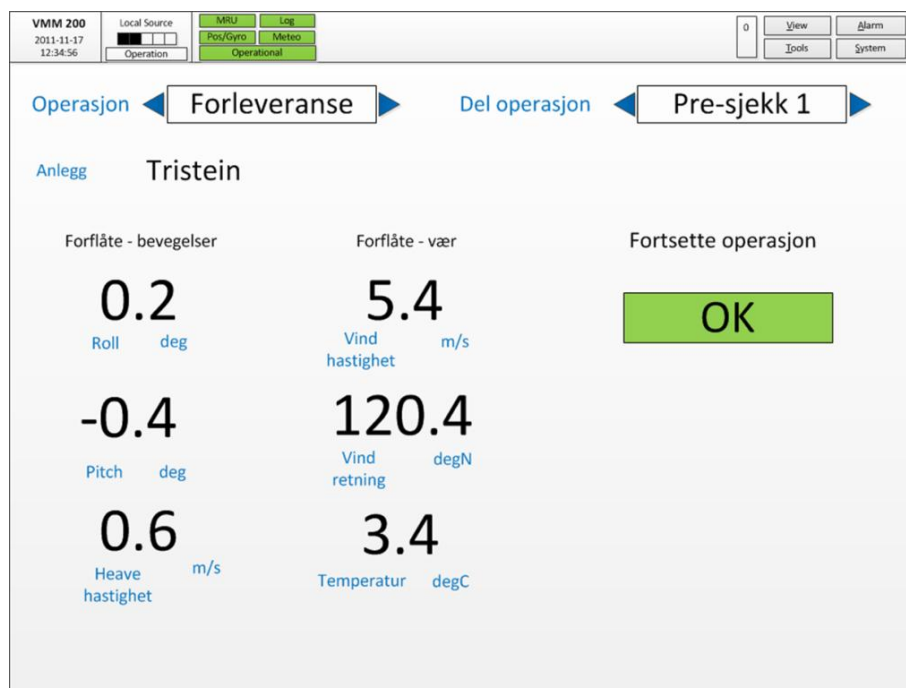 VMM 200
2011-11-17
12:34:56
Local Source
Operation
MRU Log
Pos/Gyro Meteo
Operational
0
View Alarm
Tools System
Operasjon Forleveranse Del operasjon Pre-sjekk 1
Anlegg Tristein
Forflåte - bevegelser Forflåte - vær Fortsette operasjon
0.2 5.4 OK
Roll deg Vind m/s
hastighet
-0.4 120.4
Pitch deg Vind degN
retning
0.6 3.4
Heave m/s Temperatur degC
hastighet